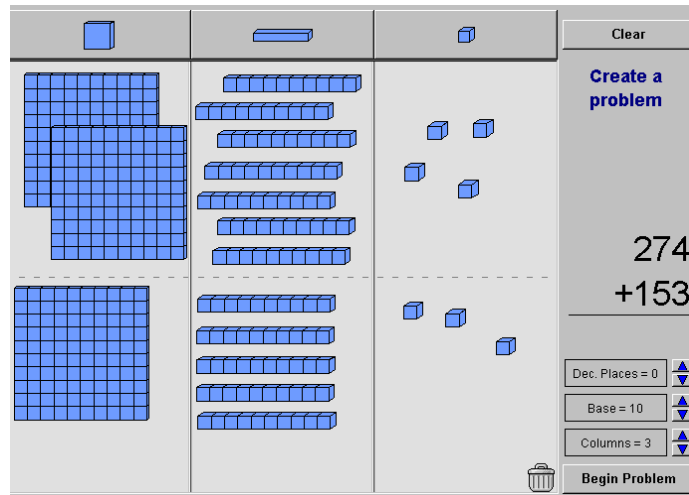 Clear
Create a
problem
274
+153
Dec. Places = 0
Base = 10
Columns = 3
Begin Problem